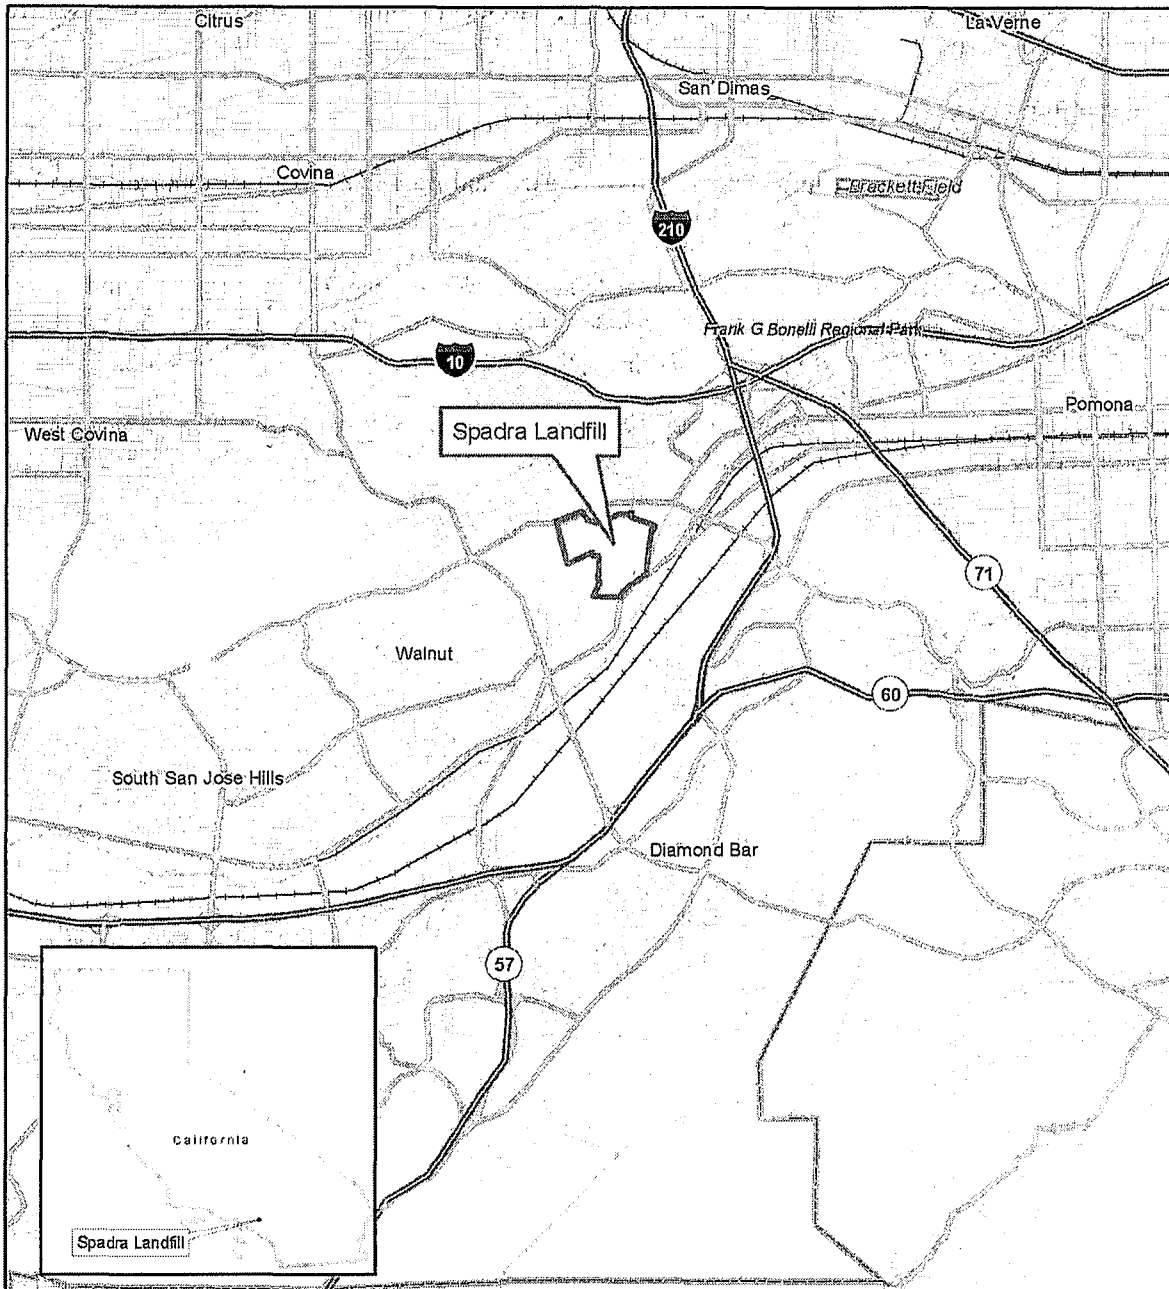 Citrus
La Verne
San Dimas
Covina
Brackett Field
210
Frank G Bonelli Regional Park
10
Pomona
Spadra Landfill
West Covina
71
Walnut
60
South San Jose Hills
Diamond Bar
57
California
Spadra Landfill